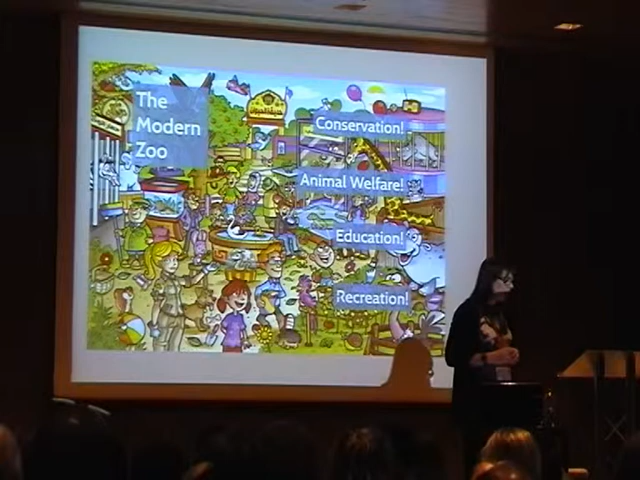 The
Modern
Zoo
Conservation!
Animal Welfare!
Education!
Recreation!